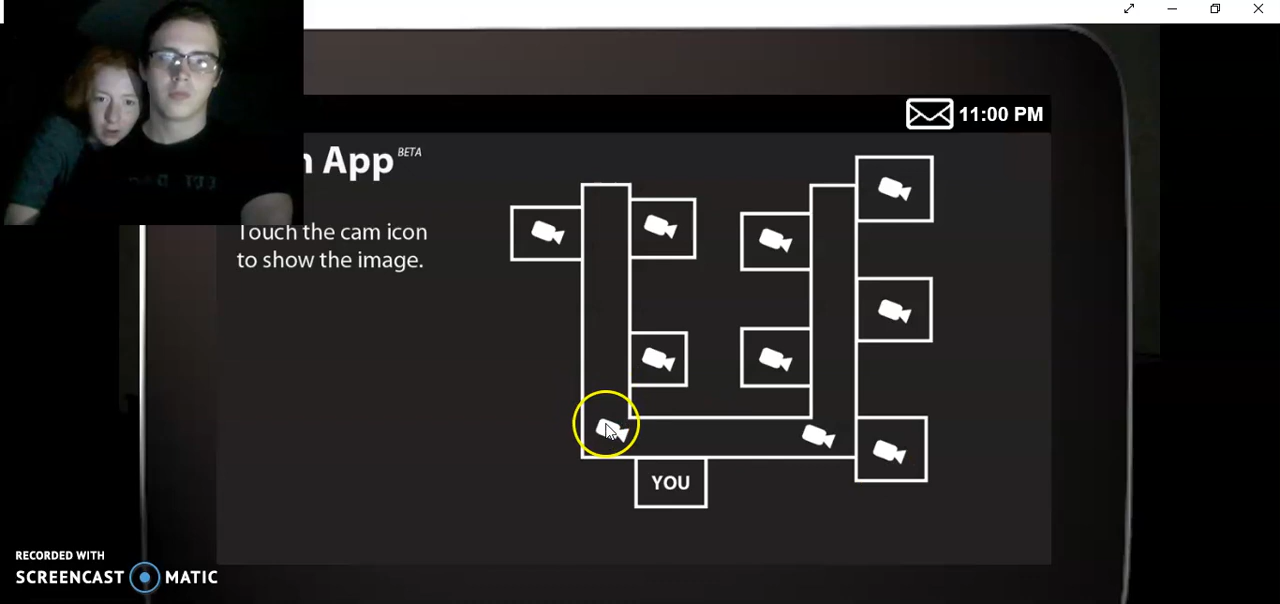 11:00 PM
App BETA
Touch the cam icon
to show the image.
YOU
RECORDED WITH
SCREENCAST MATIC